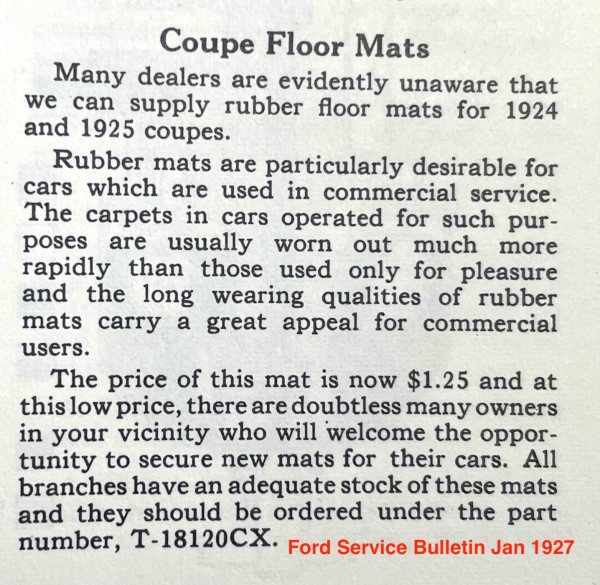 Coupe Floor Mats
Many dealers are evidently unaware that
we can supply rubber floor mats for 1924
and 1925 coupes.
Rubber mats are particularly desirable for
cars which are used in commercial service.
The carpets in cars operated for such pur-
poses are usually worn out much more
rapidly than those used only for pleasure
and the long wearing qualities of rubber
mats carry a great appeal for commercial
users.
The price of this mat is now $1.25 and at
this low price, there are doubtless many owners
in your vicinity who will welcome the oppor-
tunity to secure new mats for their cars. All
branches have an adequate stock of these mats
and they should be ordered under the part
number, T-18120CX. Ford Service Bulletin Jan 1927